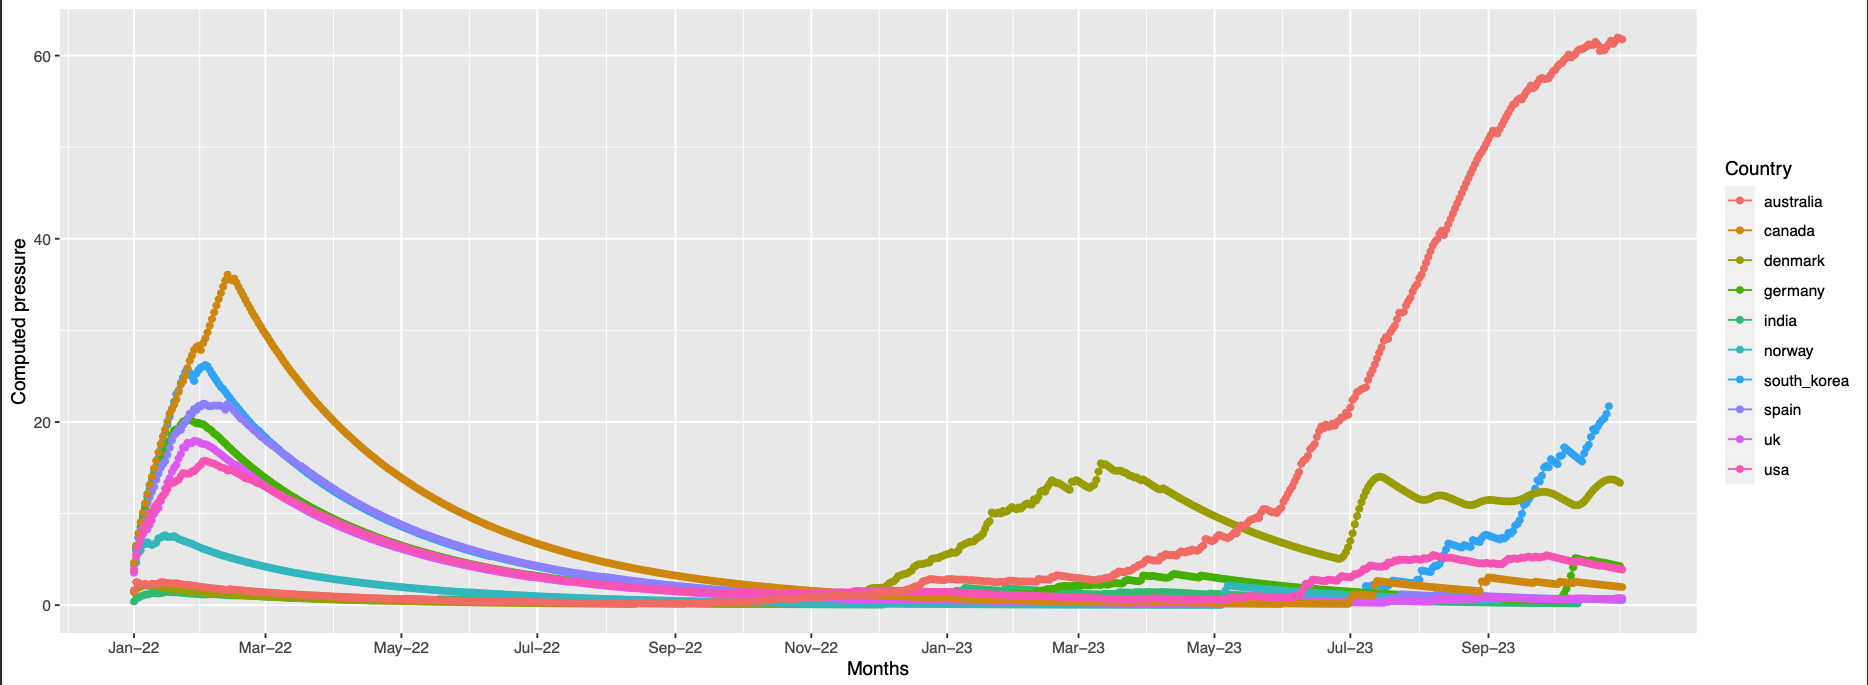 Computed pressure
60
40
20
0
Jan–22
Mar–22
May–22
Jul–22
Sep–22
Nov–22
Jan–23
Mar–23
May–23
Jul–23
Sep–23
Months
Country
australia
canada
denmark
germany
india
norway
south_korea
spain
uk
usa